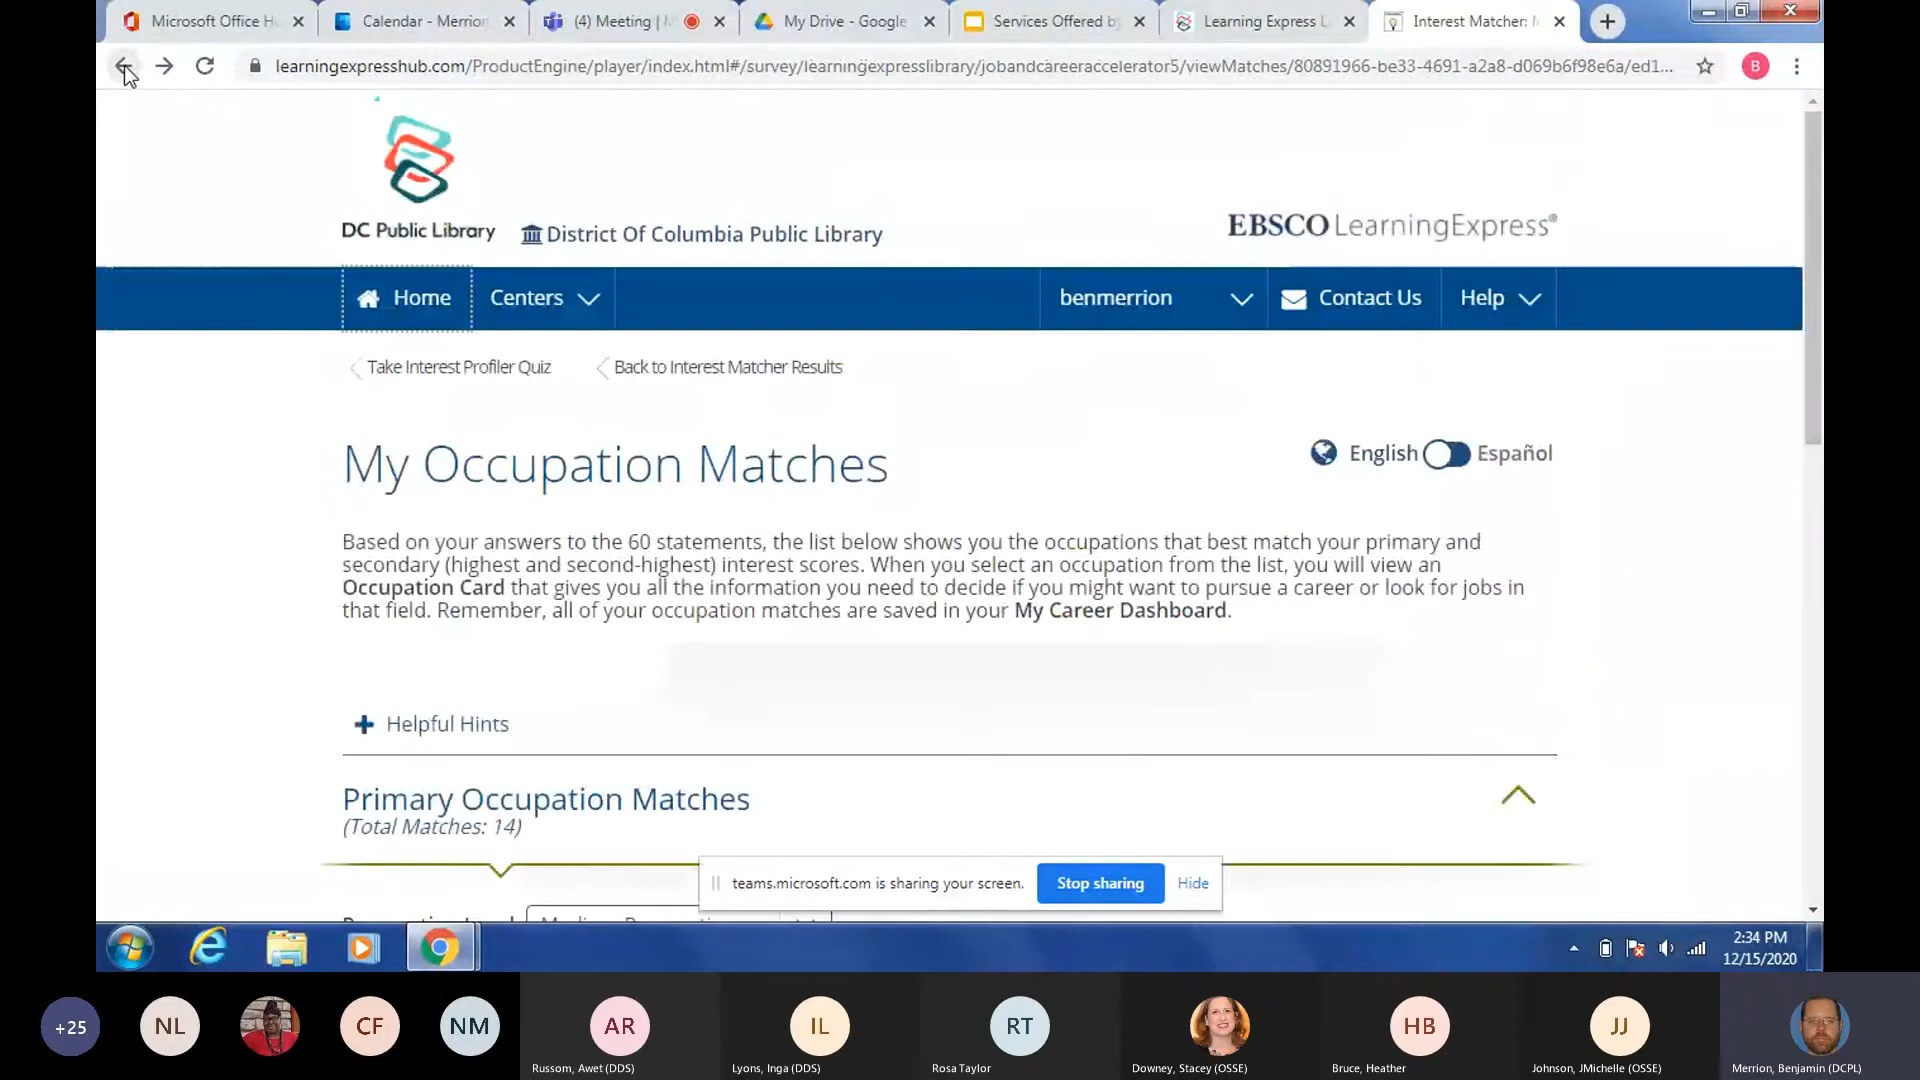 Microsoft Office H
Calendar - Merrion
(4) Meeting | M
My Drive - Google
Services Offered b
Learning Express L
Interest Matcher:
learningexpresshub.com/ProductEngine/player/index.html#/survey/learningexpresslibrary/jobandcareeraccelerator5/viewMatches/80891966-be33-4691-a2a8-d069b6f98e6a/ed1...
B
DC Public Library
District Of Columbia Public Library
EBSCO LearningExpress®
Home
Centers
benmerrion
Contact Us
Help
Take Interest Profiler Quiz
Back to Interest Matcher Results
My Occupation Matches
English
Español
Based on your answers to the 60 statements, the list below shows you the occupations that best match your primary and
secondary (highest and second-highest) interest scores. When you select an occupation from the list, you will view an
Occupation Card that gives you all the information you need to decide if you might want to pursue a career or look for jobs in
that field. Remember, all of your occupation matches are saved in your My Career Dashboard.
Helpful Hints
Primary Occupation Matches
(Total Matches: 14)
teams.microsoft.com is sharing your screen.
Stop sharing
Hide
2:34 PM
12/15/2020
+25
NL
CF
NM
AR
IL
RT
HB
JJ
Russom, Awet (DDS)
Lyons, Inga (DDS)
Rosa Taylor
Downey, Stacey (OSSE)
Bruce, Heather
Johnson, JMichelle (OSSE)
Merrion, Benjamin (DCPL)